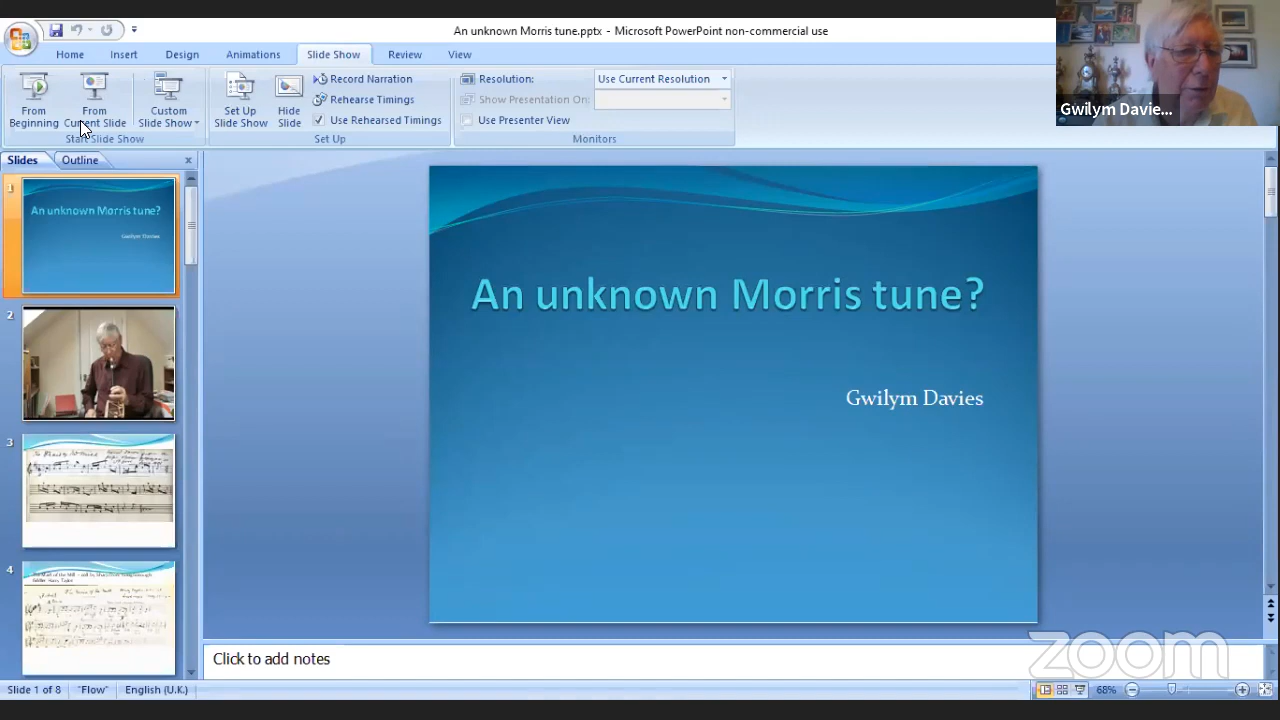 An unknown Morris tune.pptx - Microsoft PowerPoint non-commercial use
Home Insert Design Animations Slide Show Review View
Gwilym Davie...
From Beginning
From Current Slide
Custom Slide Show
Start Slide Show
Set Up Slide Show
Hide Slide
Record Narration
Rehearse Timings
Use Rehearsed Timings
Set Up
Resolution: Use Current Resolution
Show Presentation On:
Use Presenter View
Monitors
Slides Outline
1
An unknown Morris tune?
Gwilym Davies
2
3
4
An unknown Morris tune?
Gwilym Davies
Click to add notes
zoom
Slide 1 of 8 "Flow" English (U.K.) 68%